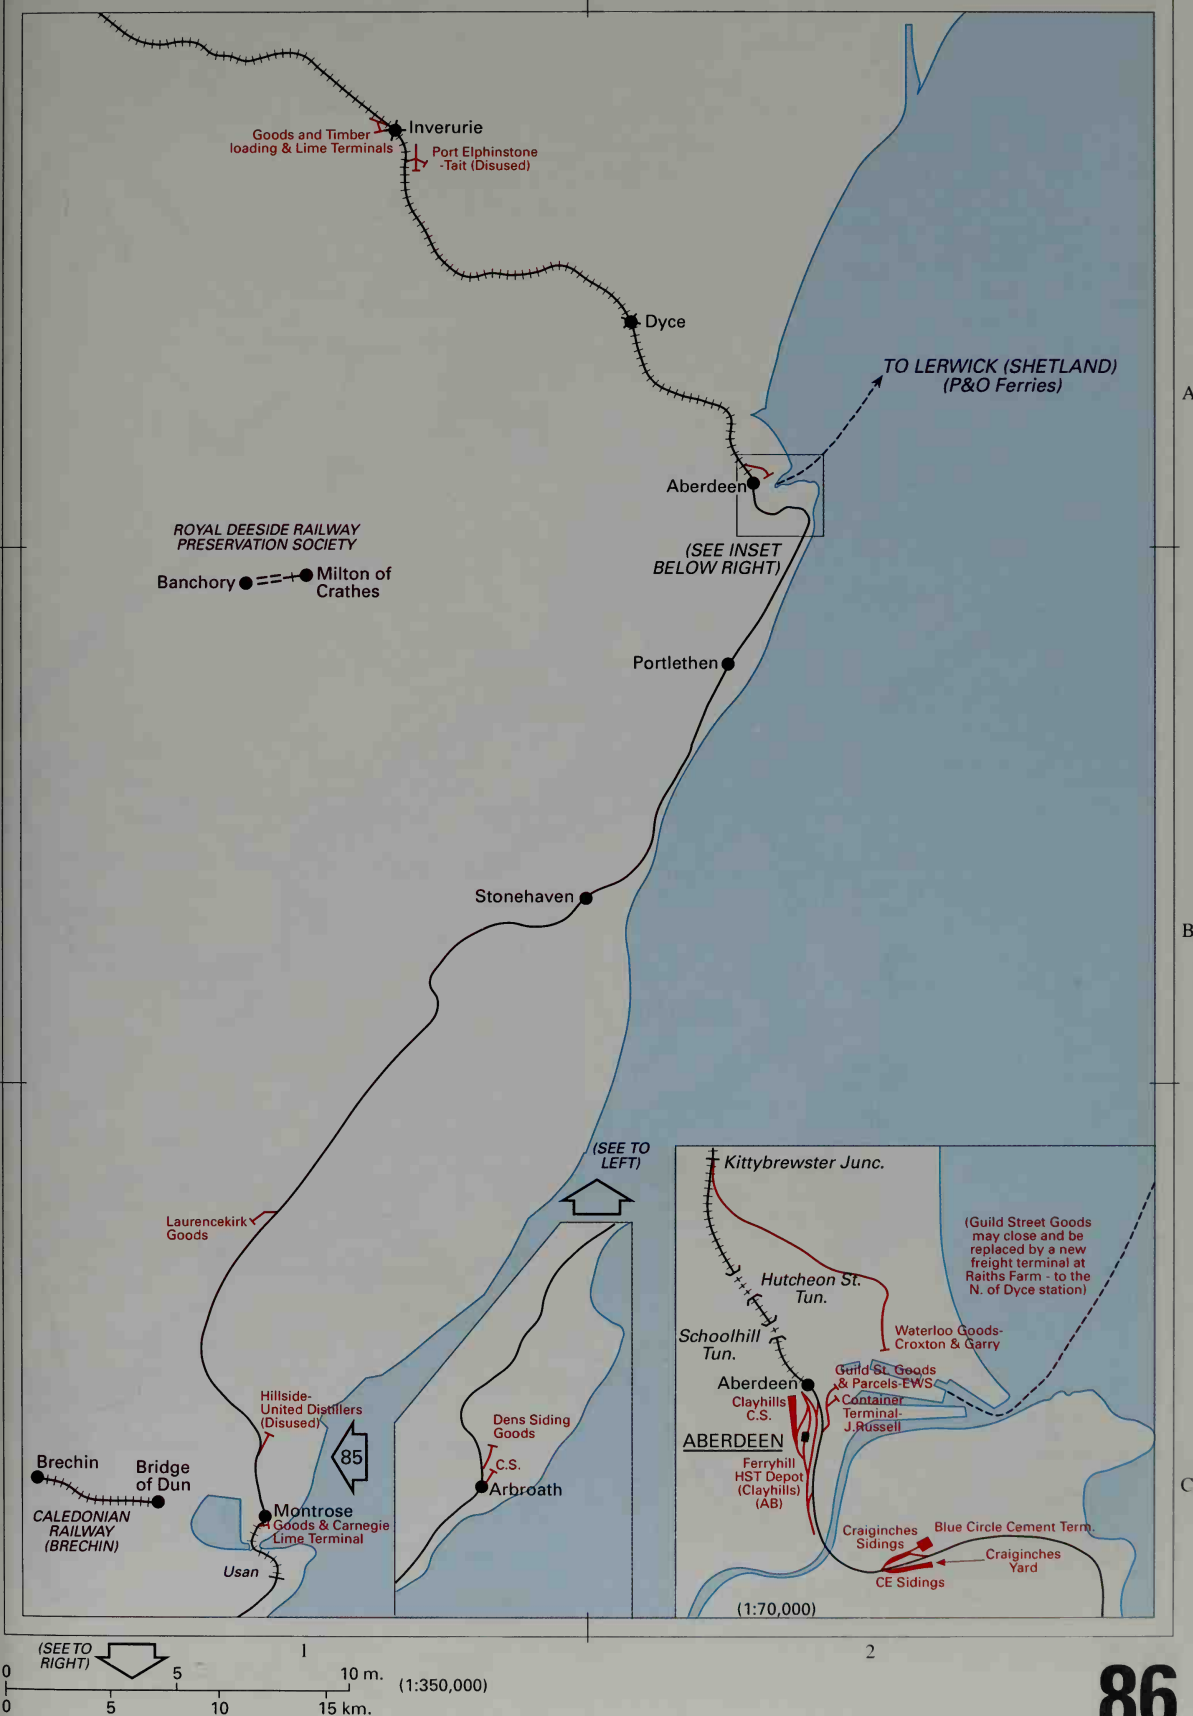 Inverurie
Goods and Timber
loading & Lime Terminals
Port Elphinstone
-Tait (Disused)
Dyce
TO LERWICK (SHETLAND)
(P&O Ferries)
A
Aberdeen
(SEE INSET
BELOW RIGHT)
ROYAL DEESIDE RAILWAY
PRESERVATION SOCIETY
Banchory
Milton of
Crathes
Portlethen
Stonehaven
B
(SEE TO
LEFT)
Laurencekirk
Goods
Hillside-
United Distillers
(Disused)
85
Brechin
Bridge
of Dun
CALEDONIAN
RAILWAY
(BRECHIN)
Montrose
Goods & Carnegie
Lime Terminal
Usan
Dens Siding
Goods
C.S.
Arbroath
Kittybrewster Junc.
(Guild Street Goods
may close and be
replaced by a new
freight terminal at
Raiths Farm - to the
N. of Dyce station)
Hutcheon St.
Tun.
Schoolhill
Tun.
Waterloo Goods-
Croxton & Garry
Aberdeen
Guild St. Goods
& Parcels-EWS
Clayhills
C.S.
Container
Terminal-
J.Russell
ABERDEEN
Ferryhill
HST Depot
(Clayhills)
(AB)
C
Craiginches
Sidings
Blue Circle Cement Term.
Craiginches
Yard
CE Sidings
(1:70,000)
(SEE TO
RIGHT)
1
2
0 5 10 m.
(1:350,000)
0 5 10 15 km.
86